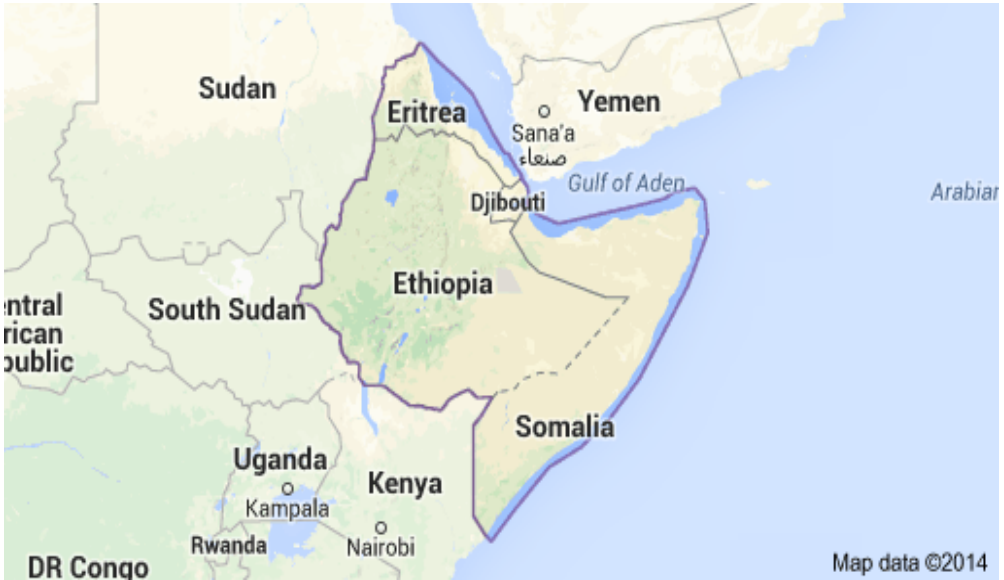 Sudan
Eritrea
Yemen
Sana'a
صنعاء
Gulf of Aden
Djibouti
Arabian
Ethiopia
South Sudan
entral
rican
public
Somalia
Uganda
Kampala
Kenya
Rwanda
Nairobi
DR Congo
Map data ©2014